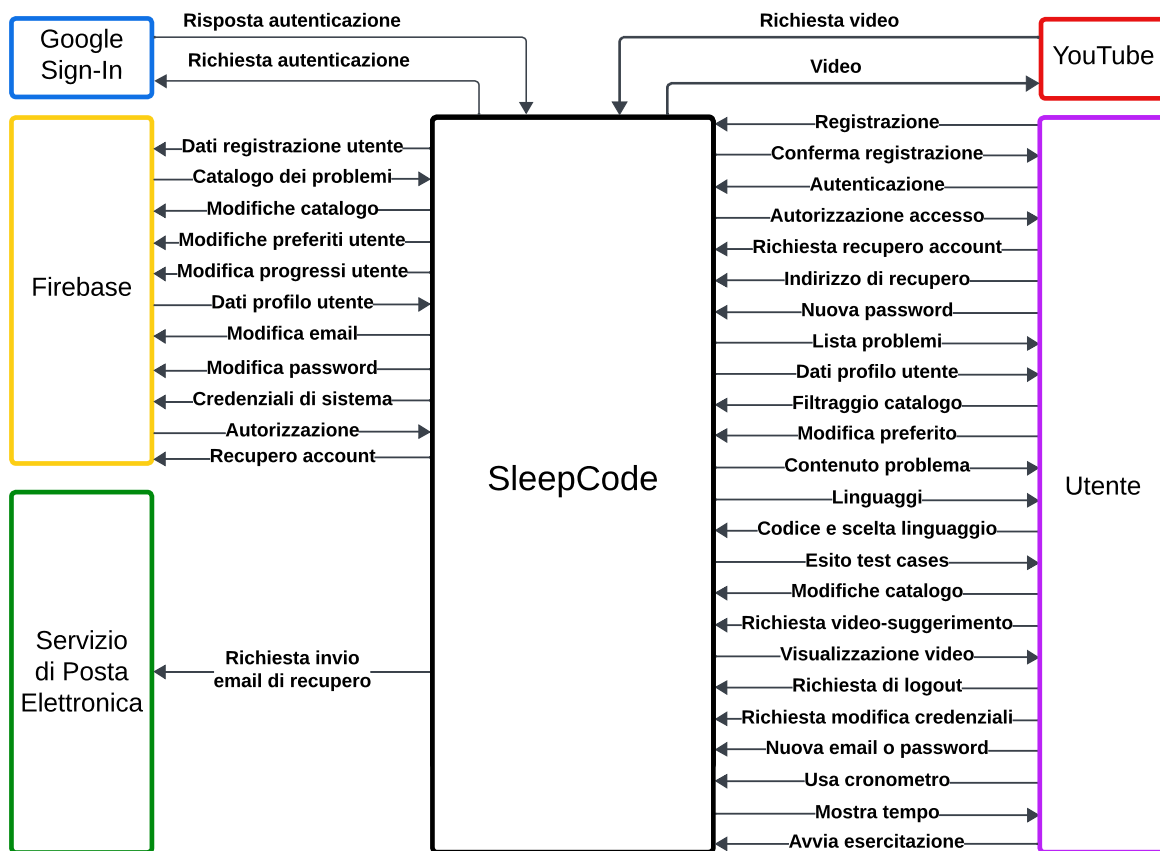 Google
Sign-In
Risposta autenticazione
Richiesta autenticazione
Richiesta video
Video
YouTube
Firebase
Dati registrazione utente
Catalogo dei problemi
Modifiche catalogo
Modifiche preferiti utente
Modifica progressi utente
Dati profilo utente
Modifica email
Modifica password
Credenziali di sistema
Autorizzazione
Recupero account
Servizio
di Posta
Elettronica
Richiesta invio
email di recupero
SleepCode
Registrazione
Conferma registrazione
Autenticazione
Autorizzazione accesso
Richiesta recupero account
Indirizzo di recupero
Nuova password
Lista problemi
Dati profilo utente
Filtraggio catalogo
Modifica preferito
Contenuto problema
Linguaggi
Codice e scelta linguaggio
Esito test cases
Modifiche catalogo
Richiesta video-suggerimento
Visualizzazione video
Richiesta di logout
Richiesta modifica credenziali
Nuova email o password
Usa cronometro
Mostra tempo
Avvia esercitazione
Utente